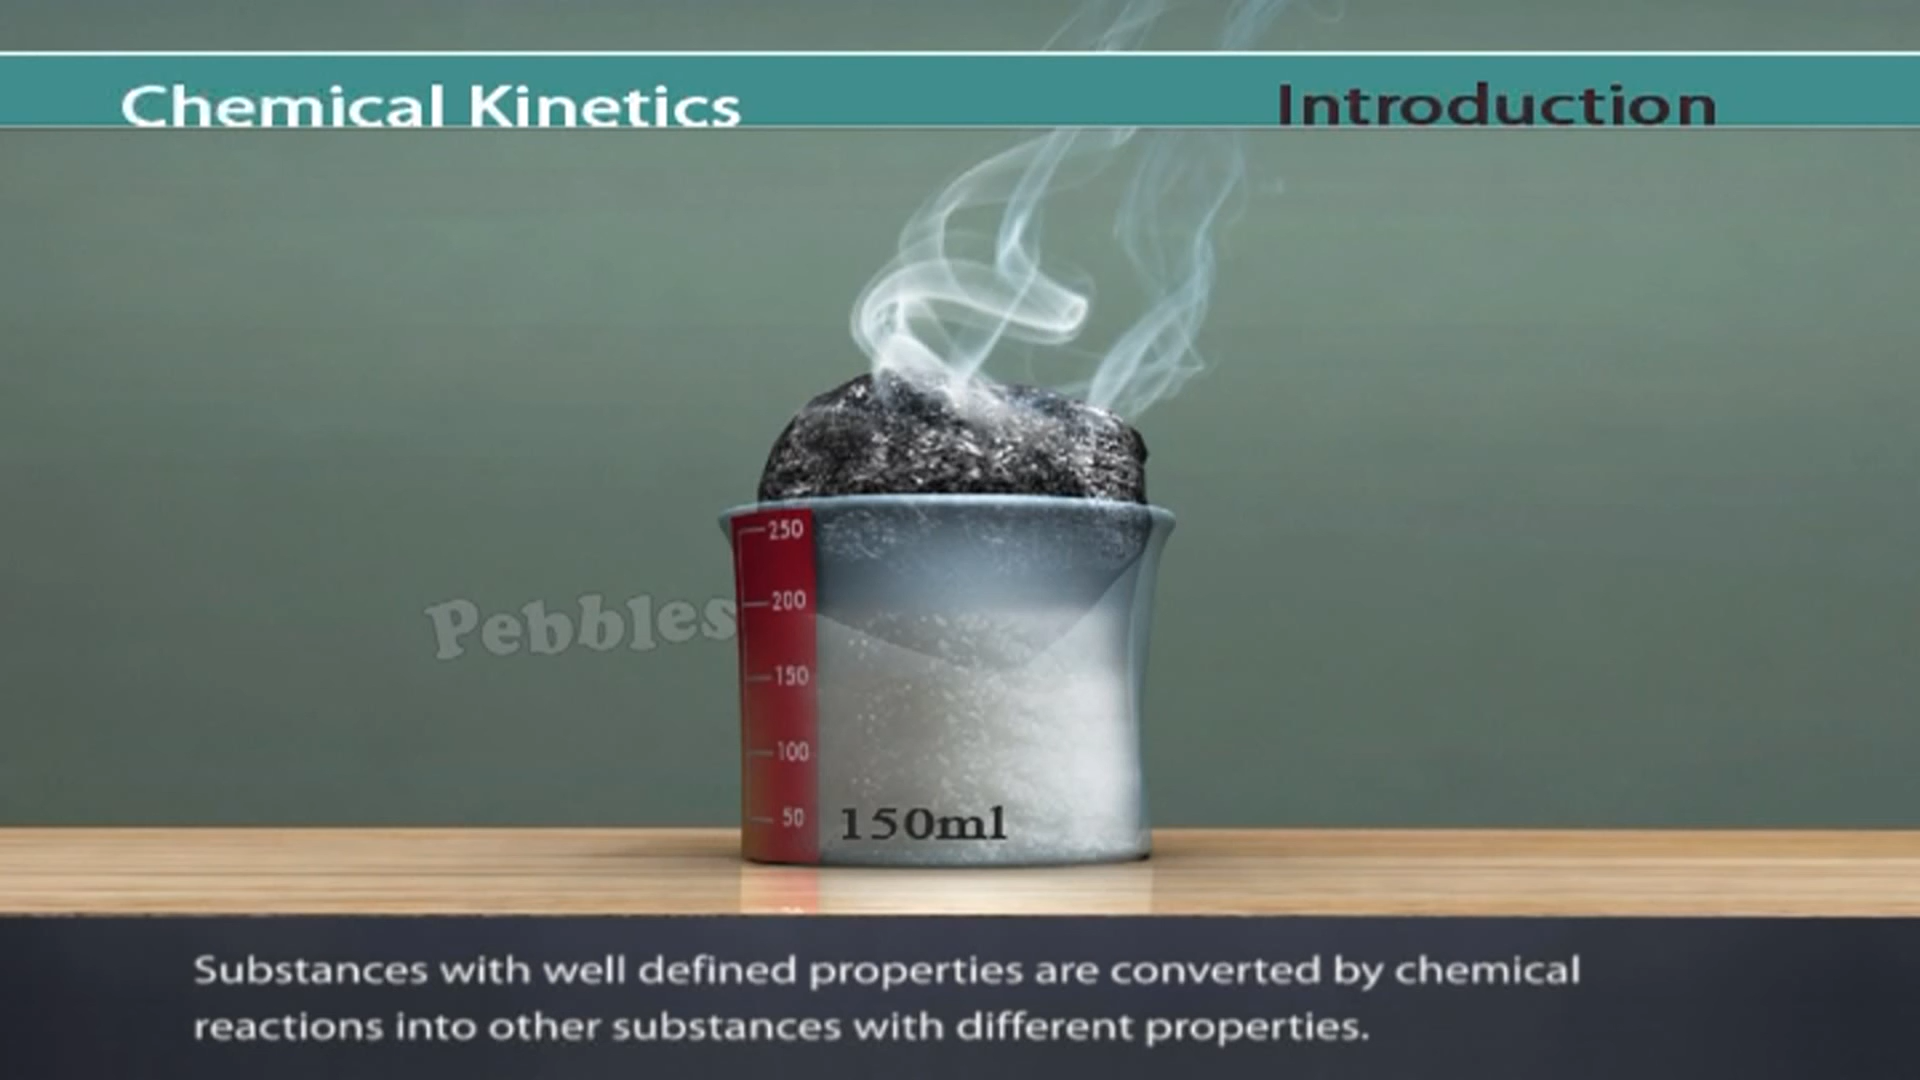 Chemical Kinetics
Introduction
250
200
Pebbles
150
100
50
150ml
Substances with well defined properties are converted by chemical
reactions into other substances with different properties.